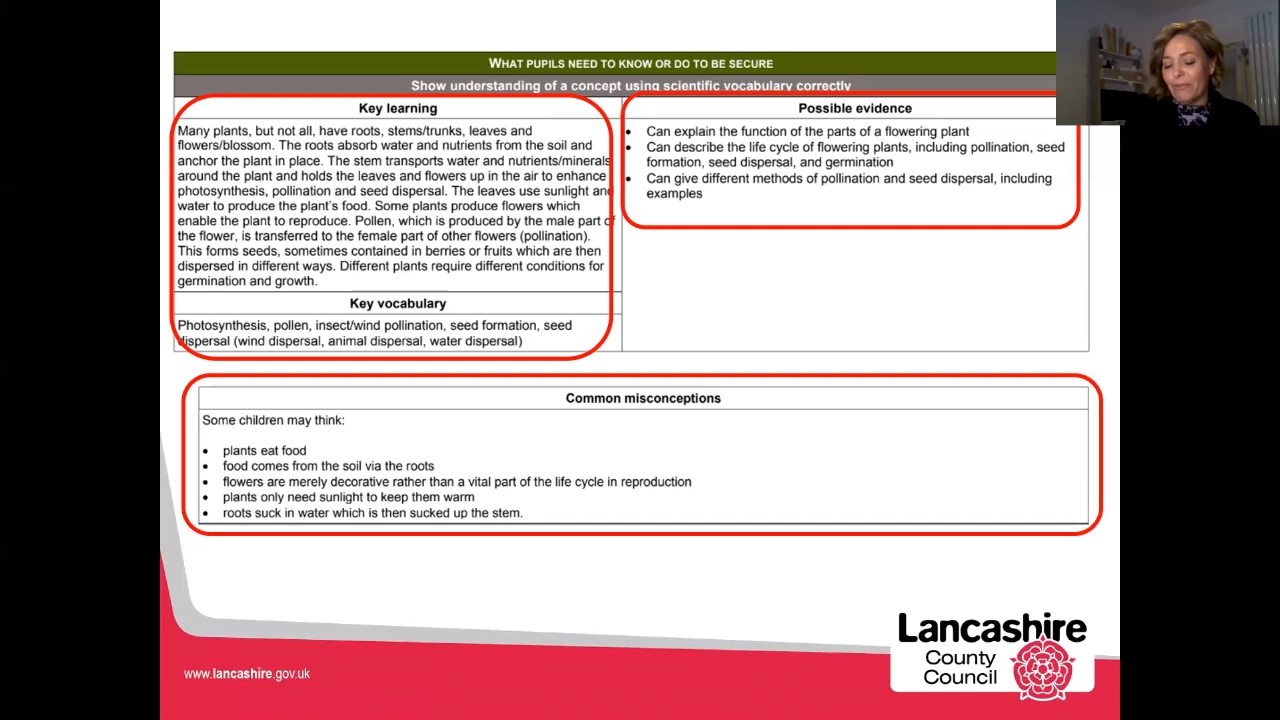 WHAT PUPILS NEED TO KNOW OR DO TO BE SECURE
Show understanding of a concept using scientific vocabulary correctly
Key learning
Many plants, but not all, have roots, stems/trunks, leaves and
flowers/blossom. The roots absorb water and nutrients from the soil and
anchor the plant in place. The stem transports water and nutrients/minerals
around the plant and holds the leaves and flowers up in the air to enhance
photosynthesis, pollination and seed dispersal. The leaves use sunlight and
water to produce the plant's food. Some plants produce flowers which
enable the plant to reproduce. Pollen, which is produced by the male part of
the flower, is transferred to the female part of other flowers (pollination).
This forms seeds, sometimes contained in berries or fruits which are then
dispersed in different ways. Different plants require different conditions for
germination and growth.
Key vocabulary
Photosynthesis, pollen, insect/wind pollination, seed formation, seed
dispersal (wind dispersal, animal dispersal, water dispersal)
Possible evidence
• Can explain the function of the parts of a flowering plant
• Can describe the life cycle of flowering plants, including pollination, seed
formation, seed dispersal, and germination
• Can give different methods of pollination and seed dispersal, including
examples
Common misconceptions
Some children may think:
• plants eat food
• food comes from the soil via the roots
• flowers are merely decorative rather than a vital part of the life cycle in reproduction
• plants only need sunlight to keep them warm
• roots suck in water which is then sucked up the stem.
www.lancashire.gov.uk
Lancashire
County
Council